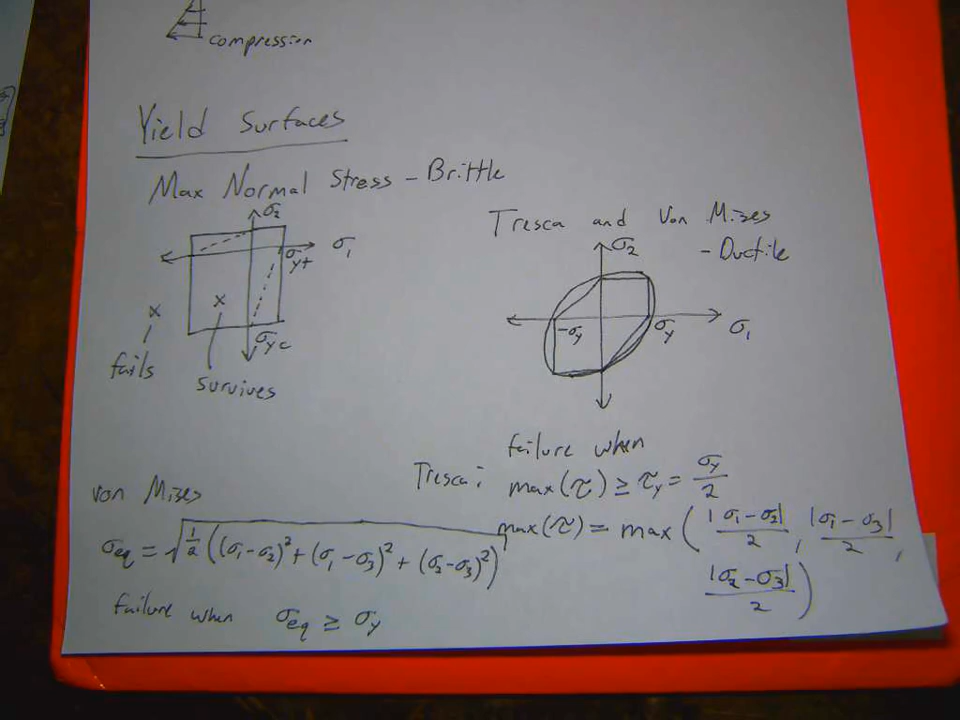 compression
Yield Surfaces
Max Normal Stress - Brittle
σ₂
σ₁
σyt
x
x
σyc
fails
survives
Tresca and Von Mises
- Ductile
σ₂
-σy
σy
σ₁
failure when
Tresca: max(τ) ≥ τy = σy/2
max(τ) = max(|σ₁-σ₂|/2, |σ₁-σ₃|/2,
|σ₂-σ₃|/2)
von Mises
σeq = √(1/2((σ₁-σ₂)²+(σ₁-σ₃)²+(σ₂-σ₃)²))
failure when σeq ≥ σy